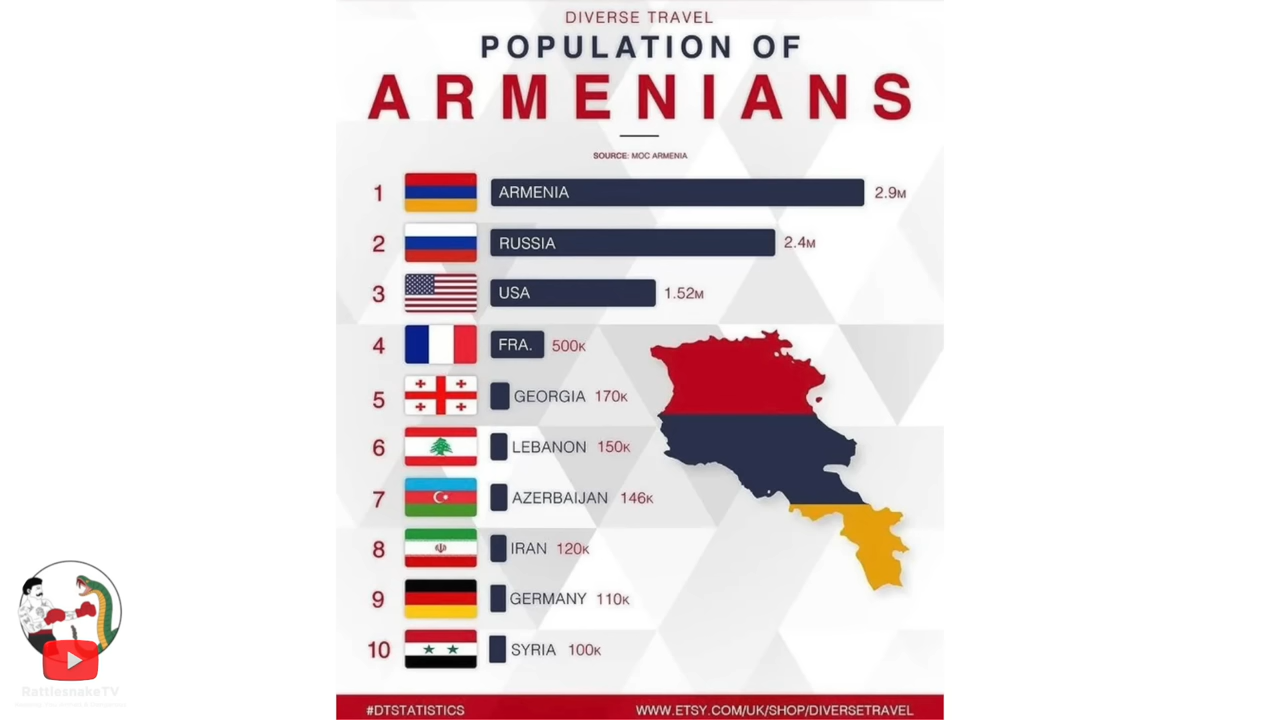 DIVERSE TRAVEL
POPULATION OF
ARMENIANS
SOURCE: MOC ARMENIA
1 ARMENIA 2.9M
2 RUSSIA 2.4M
3 USA 1.52M
4 FRA. 500K
5 GEORGIA 170K
6 LEBANON 150K
7 AZERBAIJAN 146K
8 IRAN 120K
9 GERMANY 110K
10 SYRIA 100K
#DTSTATISTICS WWW.ETSY.COM/UK/SHOP/DIVERSETRAVEL
RattlesnakeTV